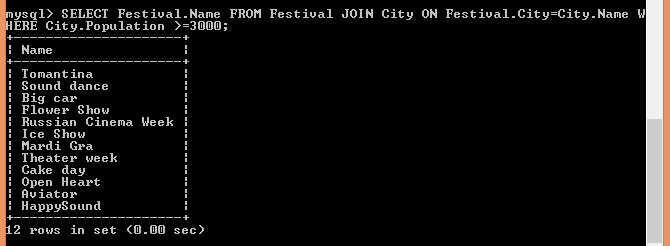 mysql> SELECT Festival.Name FROM Festival JOIN City ON Festival.City=City.Name W
HERE City.Population >=3000;
+----------------------+
| Name                 |
+----------------------+
| Tomantina            |
| Sound dance          |
| Big car              |
| Flower Show          |
| Russian Cinema Week  |
| Ice Show             |
| Mardi Gra            |
| Theater week         |
| Cake day             |
| Open Heart           |
| Aviator              |
| HappySound           |
+----------------------+
12 rows in set (0.00 sec)